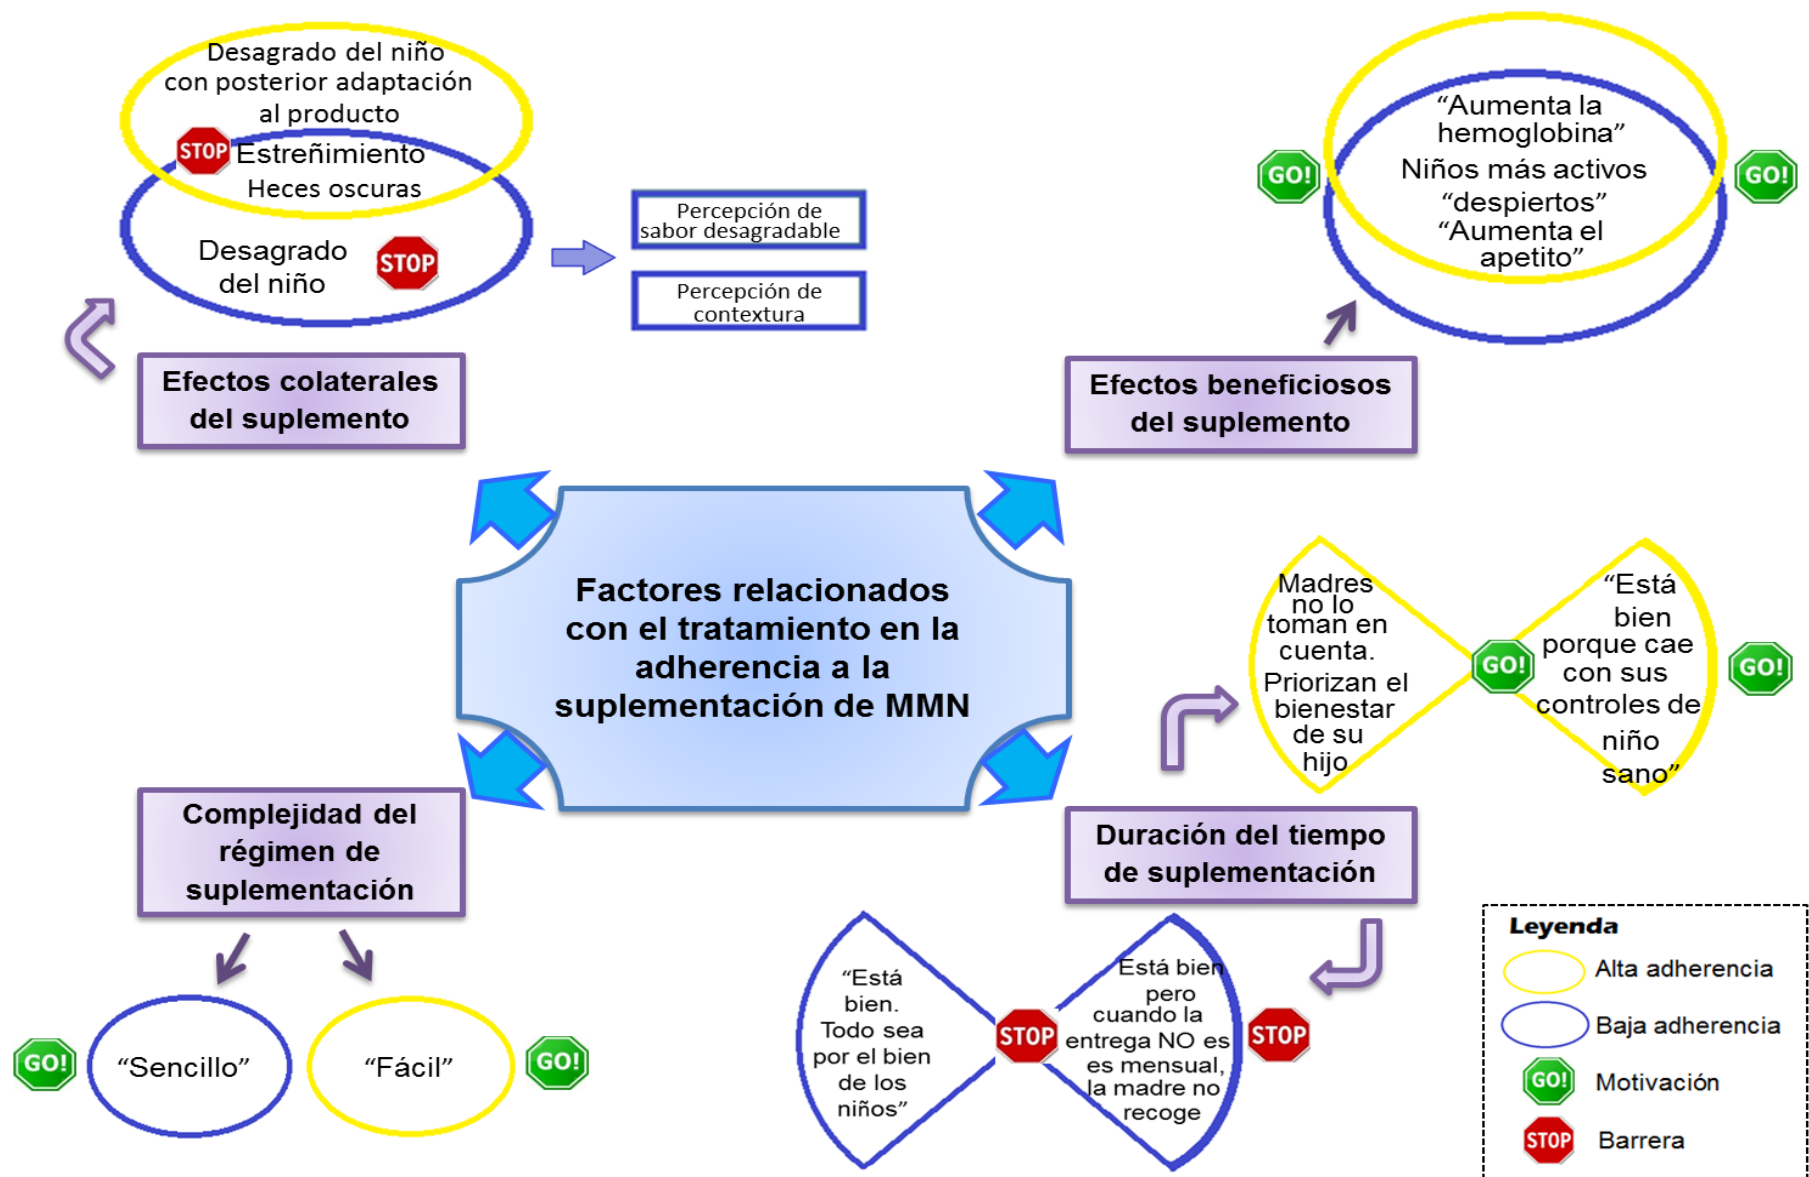 Desagrado del niño
con posterior adaptación
al producto
STOP
Estreñimiento
Heces oscuras
Desagrado
del niño
STOP
Percepción de
sabor desagradable
Percepción de
contextura
Efectos colaterales
del suplemento
“Aumenta la
hemoglobina”
Niños más activos
“despiertos”
“Aumenta el
apetito”
GO!
GO!
Efectos beneficiosos
del suplemento
Factores relacionados
con el tratamiento en la
adherencia a la
suplementación de MMN
Madres
no lo
toman en
cuenta.
Priorizan el
bienestar
de su
hijo
GO!
“Está
bien
porque cae
con sus
controles de
niño
sano”
GO!
Complejidad del
régimen de
suplementación
GO!
“Sencillo”
“Fácil”
GO!
Duración del tiempo
de suplementación
“Está
bien.
Todo sea
por el bien
de los
niños”
STOP
Está bien
pero
cuando la
entrega NO es
es mensual,
la madre no
recoge
STOP
Leyenda
Alta adherencia
Baja adherencia
GO!
Motivación
STOP
Barrera